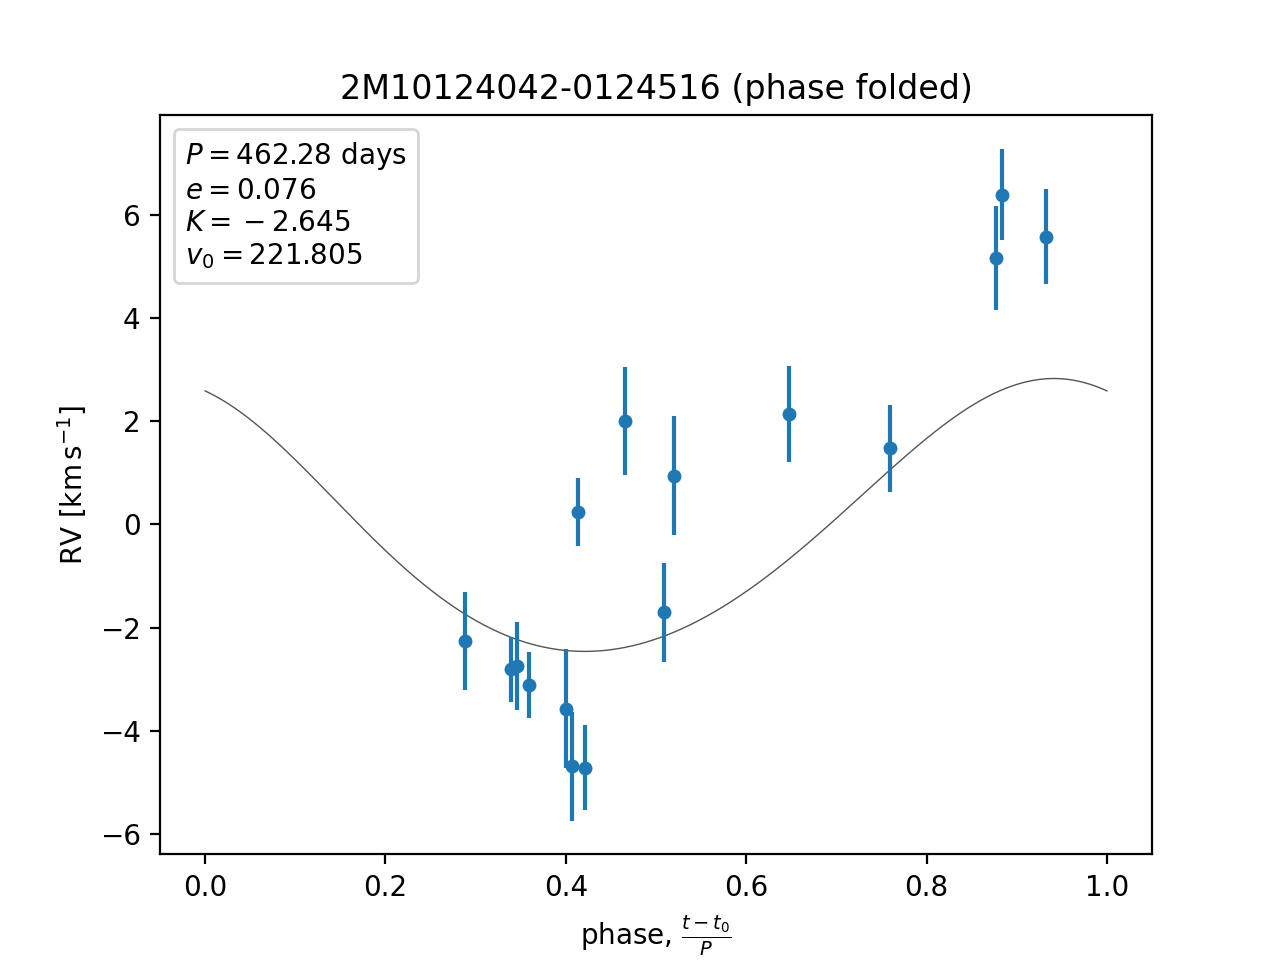 2M10124042-0124516 (phase folded)
P = 462.28 days
e = 0.076
K = − 2.645
v₀ = 221.805
6
4
2
0
−2
−4
−6
RV [km s⁻¹]
0.0 0.2 0.4 0.6 0.8 1.0
phase, (t − t₀)/P